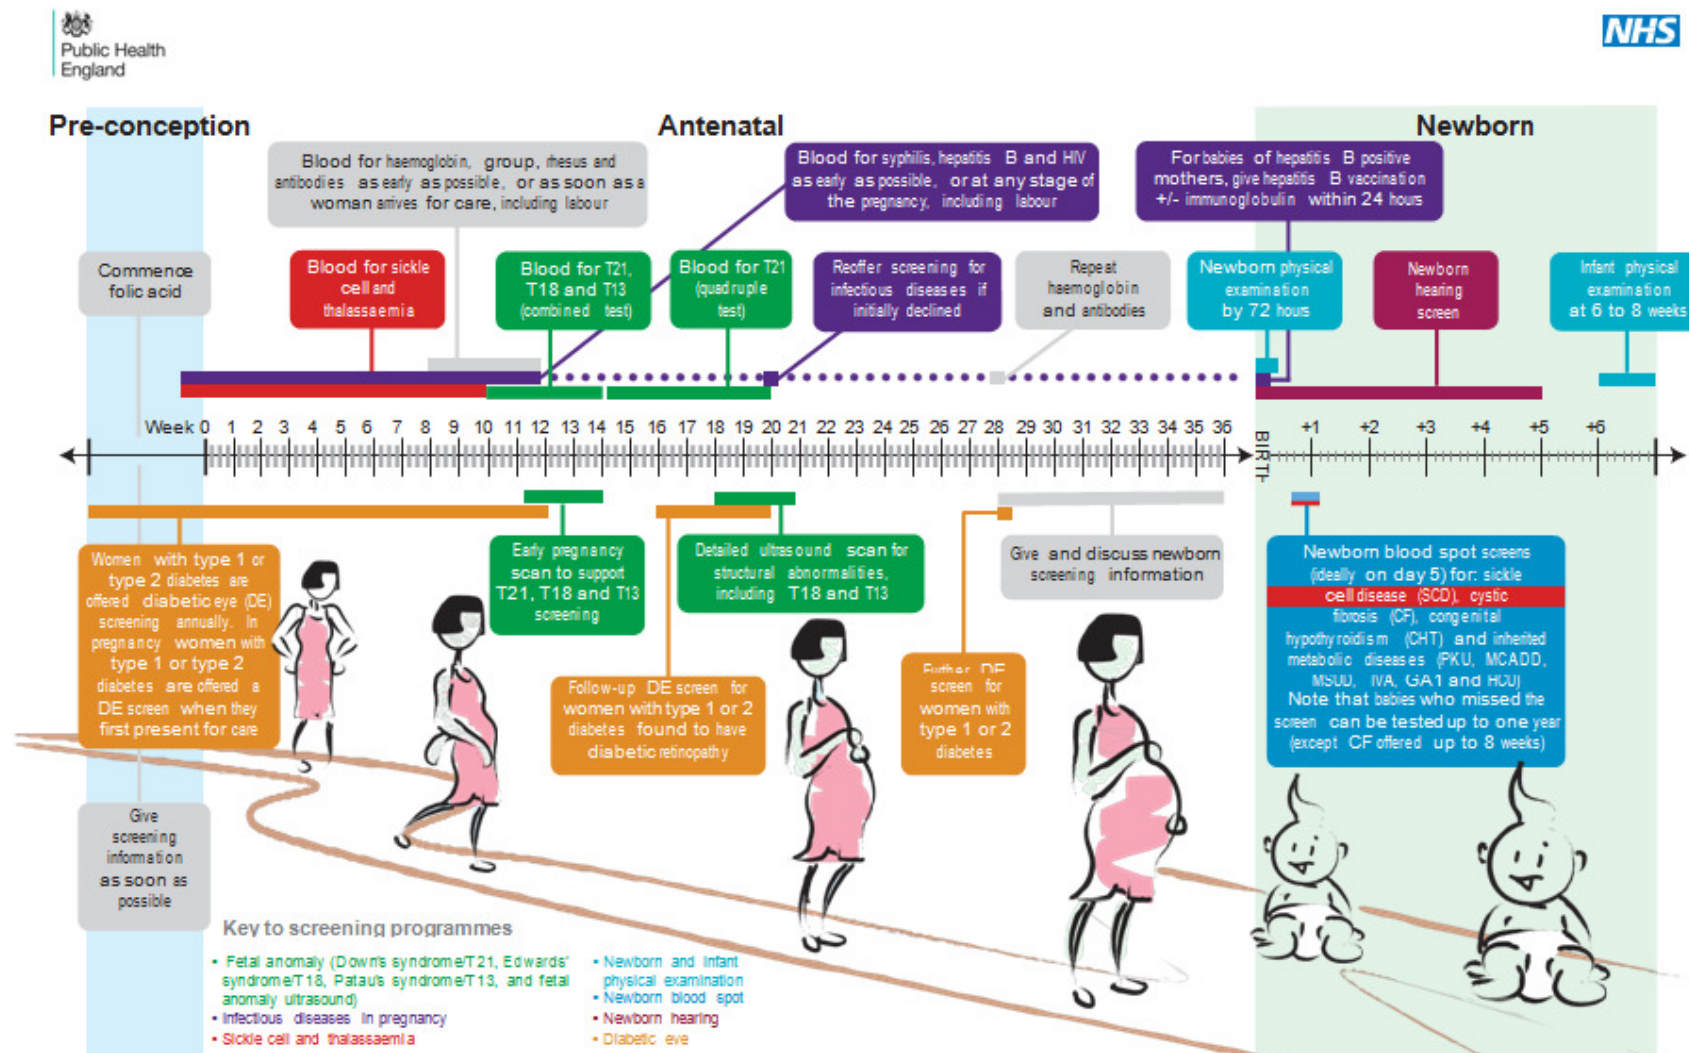 Public Health
England
NHS
Pre-conception
Antenatal
Newborn
Blood for haemoglobin, group, rhesus and
antibodies as early as possible, or as soon as a
woman arrives for care, including labour
Blood for syphilis, hepatitis B and HIV
as early as possible, or at any stage of
the pregnancy, including labour
For babies of hepatitis B positive
mothers, give hepatitis B vaccination
+/- immunoglobulin within 24 hours
Commence
folic acid
Blood for sickle
cell and
thalassaemia
Blood for T21,
T18 and T13
(combined test)
Blood for T21
(quadruple
test)
Reoffer screening for
infectious diseases if
initially declined
Repeat
haemoglobin
and antibodies
Newborn physical
examination
by 72 hours
Newborn
hearing
screen
Infant physical
examination
at 6 to 8 weeks
Week 0 1 2 3 4 5 6 7 8 9 10 11 12 13 14 15 16 17 18 19 20 21 22 23 24 25 26 27 28 29 30 31 32 33 34 35 36
BIRTH
+1 +2 +3 +4 +5 +6
Women with type 1 or
type 2 diabetes are
offered diabetic eye (DE)
screening annually. In
pregnancy women with
type 1 or type 2
diabetes are offered a
DE screen when they
first present for care
Early pregnancy
scan to support
T21, T18 and T13
screening
Detailed ultrasound scan for
structural abnormalities,
including T18 and T13
Give and discuss newborn
screening information
Newborn blood spot screens
(ideally on day 5) for: sickle
cell disease (SCD), cystic
fibrosis (CF), congenital
hypothyroidism (CHT) and inherited
metabolic diseases (PKU, MCADD,
MSUD, IVA, GA1 and HCU)
Note that babies who missed the
screen can be tested up to one year
(except CF offered up to 8 weeks)
Follow-up DE screen for
women with type 1 or 2
diabetes found to have
diabetic retinopathy
Further DE
screen for
women with
type 1 or 2
diabetes
Give
screening
information
as soon as
possible
Key to screening programmes
▪ Fetal anomaly (Down's syndrome/T21, Edwards'
syndrome/T18, Patau's syndrome/T13, and fetal
anomaly ultrasound)
▪ Infectious diseases in pregnancy
▪ Sickle cell and thalassaemia
▪ Newborn and infant
physical examination
▪ Newborn blood spot
▪ Newborn hearing
▪ Diabetic eye